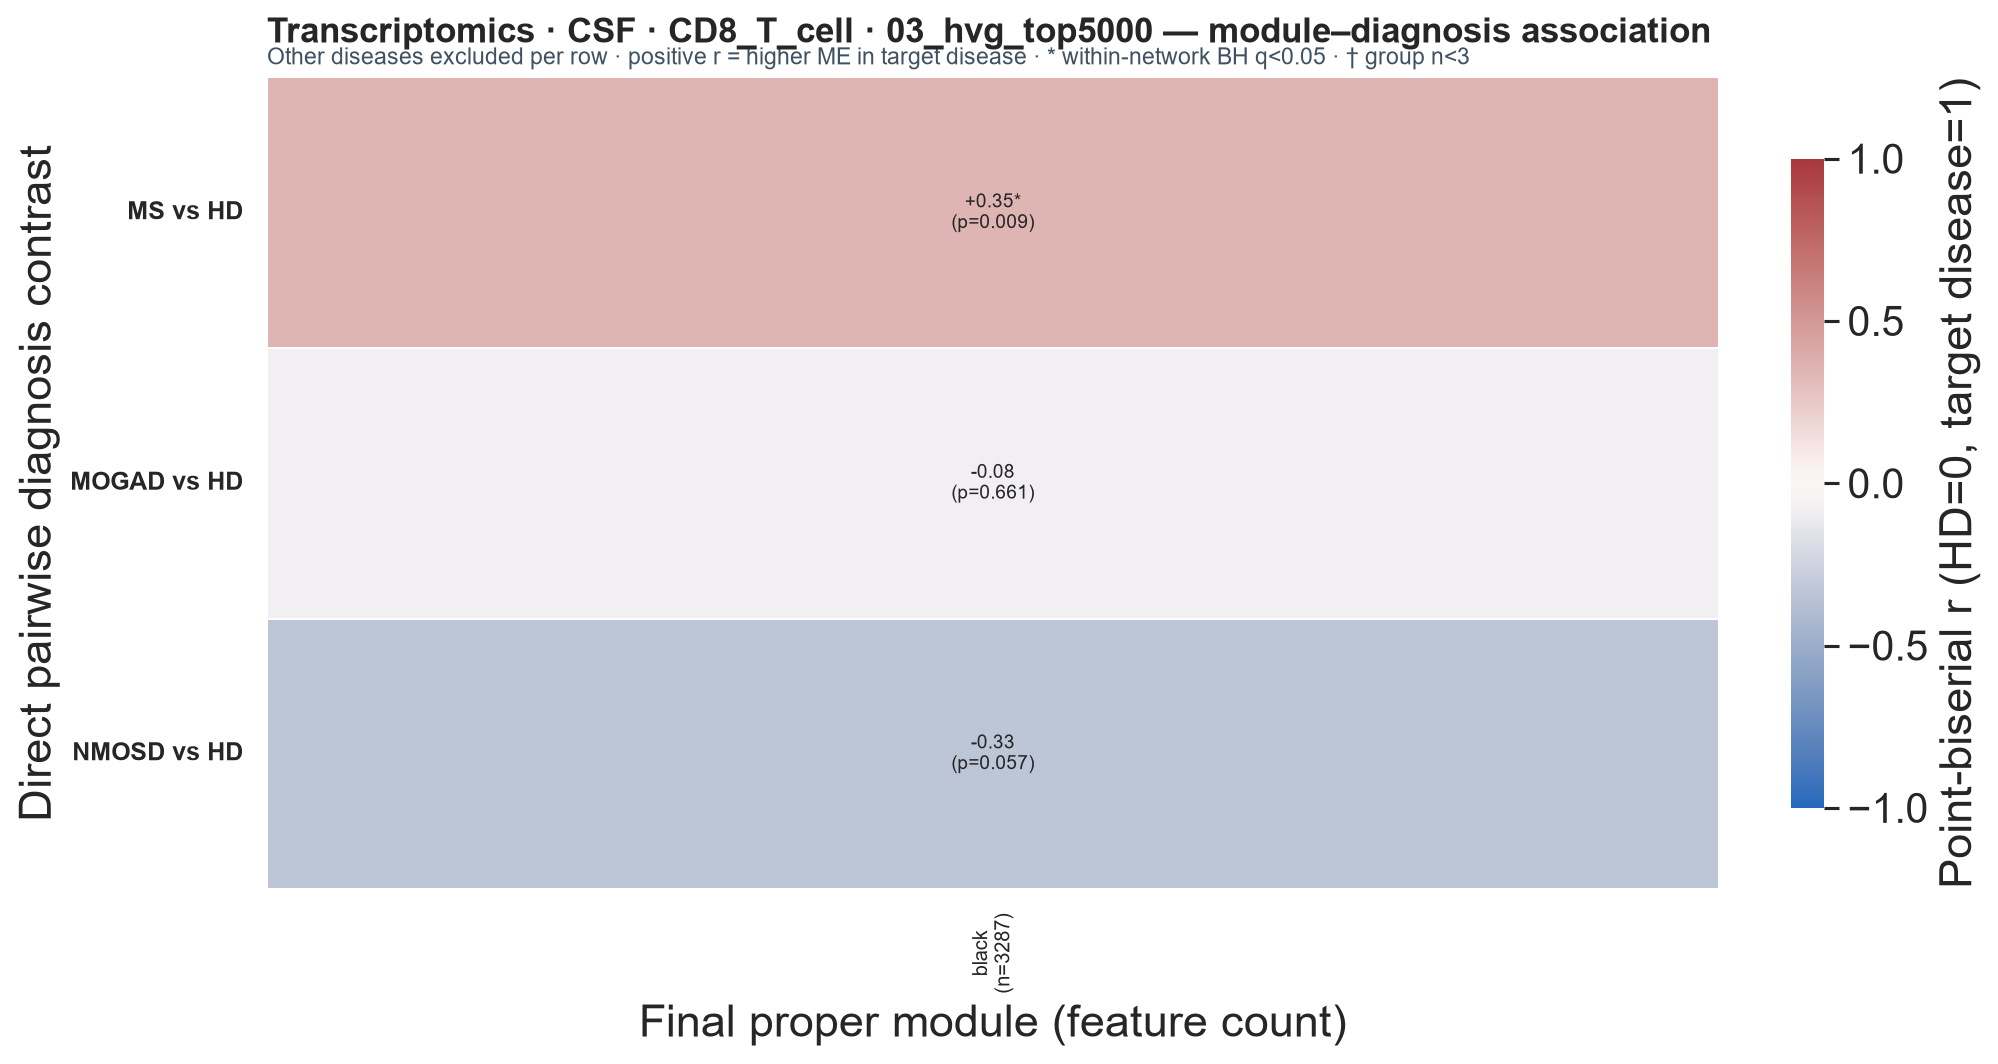 Transcriptomics · CSF · CD8_T_cell · 03_hvg_top5000 — module–diagnosis association
Other diseases excluded per row · positive r = higher ME in target disease · * within-network BH q<0.05 · † group n<3
Direct pairwise diagnosis contrast
MS vs HD
+0.35*
(p=0.009)
MOGAD vs HD
-0.08
(p=0.661)
NMOSD vs HD
-0.33
(p=0.057)
black
(n=3287)
Final proper module (feature count)
1.0
0.5
0.0
−0.5
−1.0
Point-biserial r (HD=0, target disease=1)